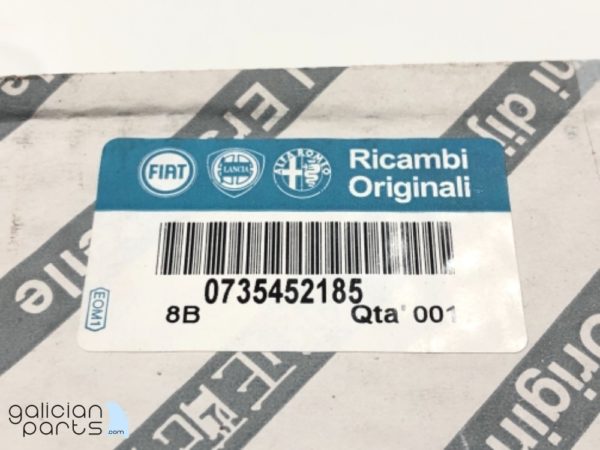 FIAT
LANCIA
ALFA ROMEO
Ricambi
Originali
0735452185
8B
Qta' 001
EOM1
galician
parts.com